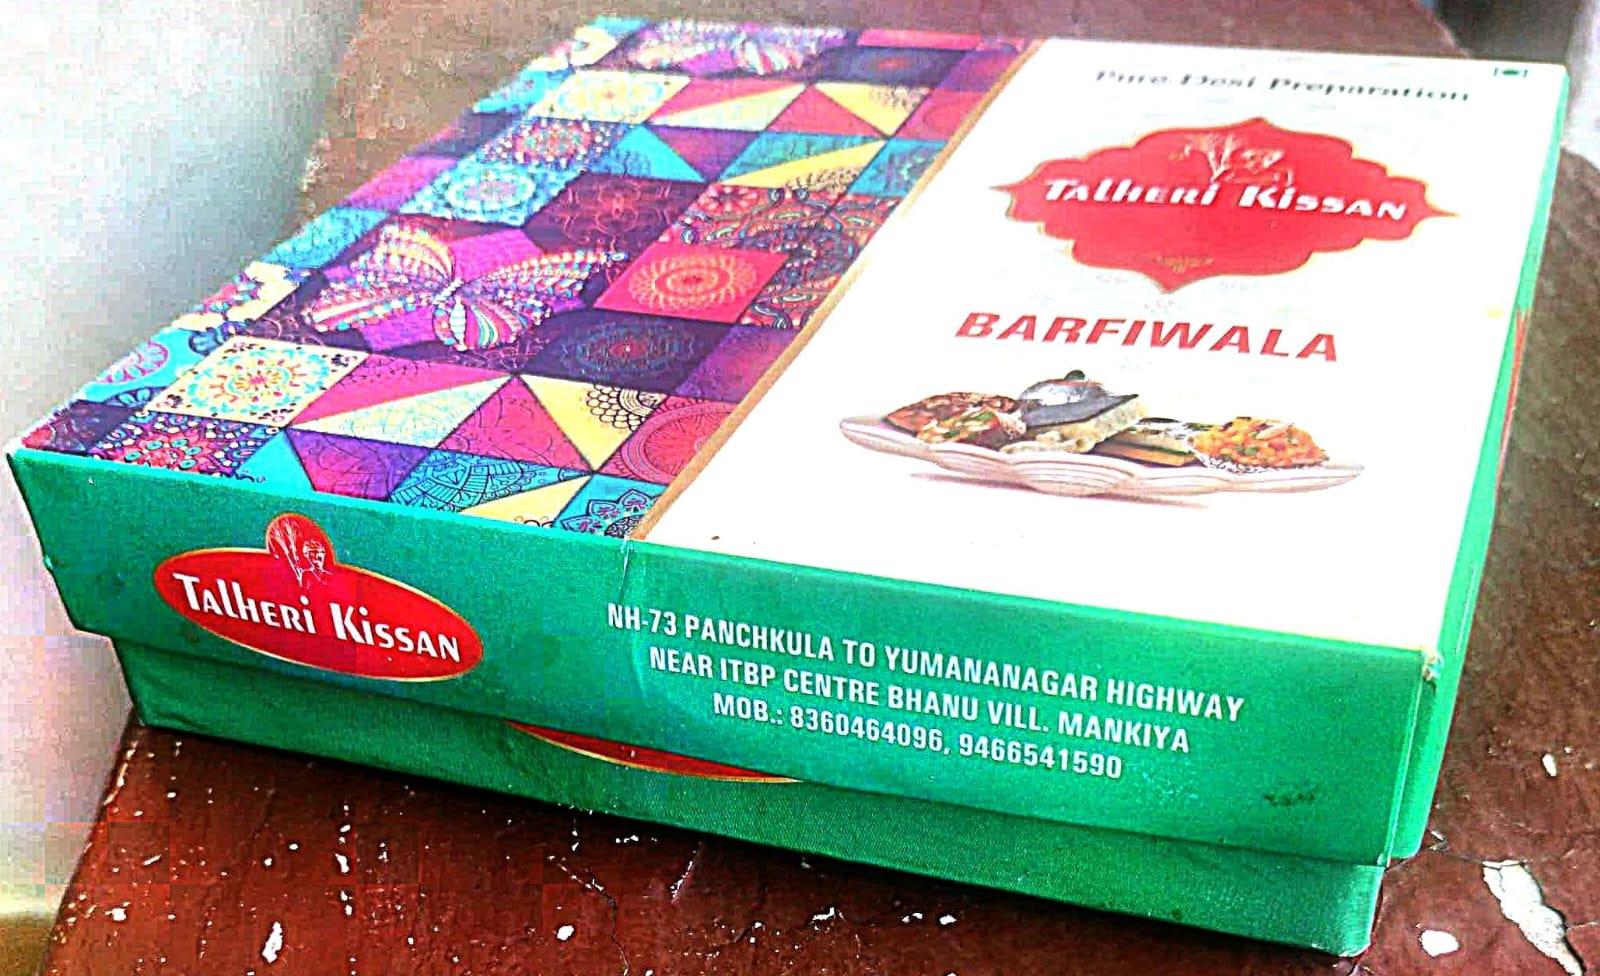 Pure Desi Preparation
Talheri Kissan
BARFIWALA
Talheri Kissan
NH-73 PANCHKULA TO YUMANANAGAR HIGHWAY
NEAR ITBP CENTRE BHANU VILL. MANKIYA
MOB.: 8360464096, 9466541590